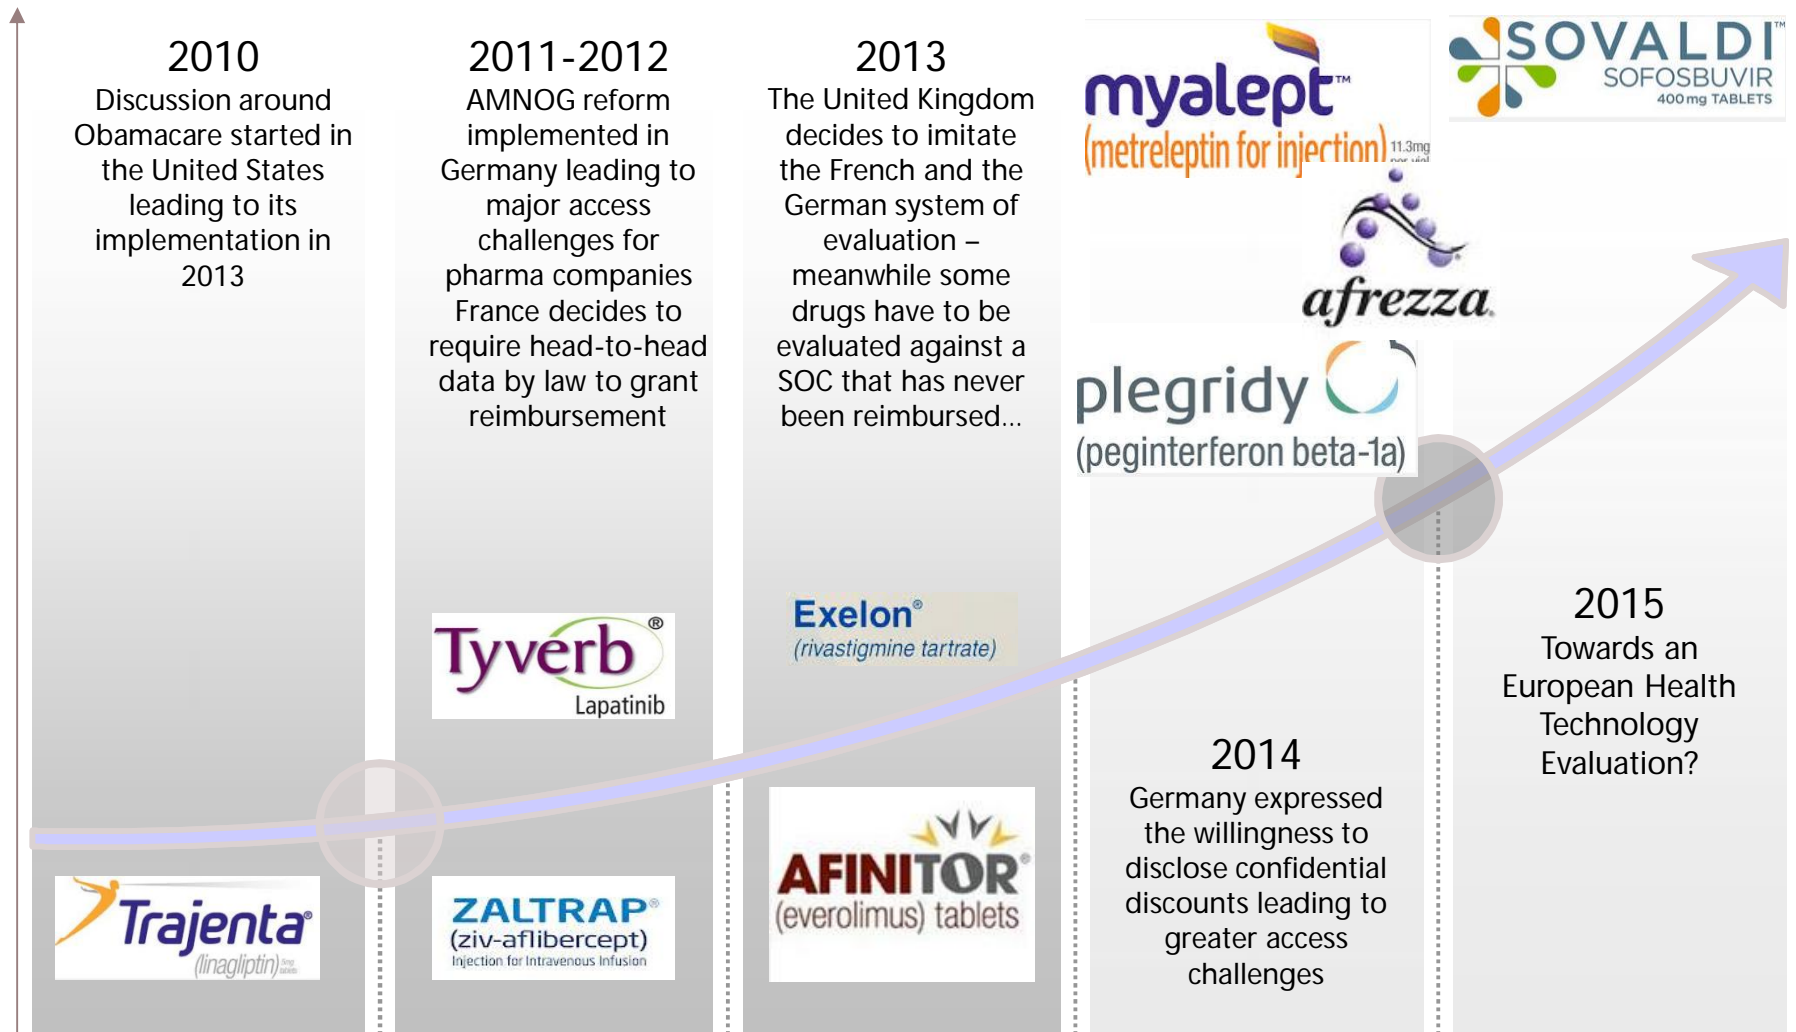 2010
Discussion around
Obamacare started in
the United States
leading to its
implementation in
2013
Trajenta®
(linagliptin)
2011-2012
AMNOG reform
implemented in
Germany leading to
major access
challenges for
pharma companies
France decides to
require head-to-head
data by law to grant
reimbursement
Tyverb®
Lapatinib
ZALTRAP®
(ziv-aflibercept)
Injection for Intravenous Infusion
2013
The United Kingdom
decides to imitate
the French and the
German system of
evaluation –
meanwhile some
drugs have to be
evaluated against a
SOC that has never
been reimbursed…
Exelon®
(rivastigmine tartrate)
AFINITOR®
(everolimus) tablets
myalept™
(metreleptin for injection) 11.3mg
afrezza®
plegridy
(peginterferon beta-1a)
2014
Germany expressed
the willingness to
disclose confidential
discounts leading to
greater access
challenges
SOVALDI™
SOFOSBUVIR
400 mg TABLETS
2015
Towards an
European Health
Technology
Evaluation?